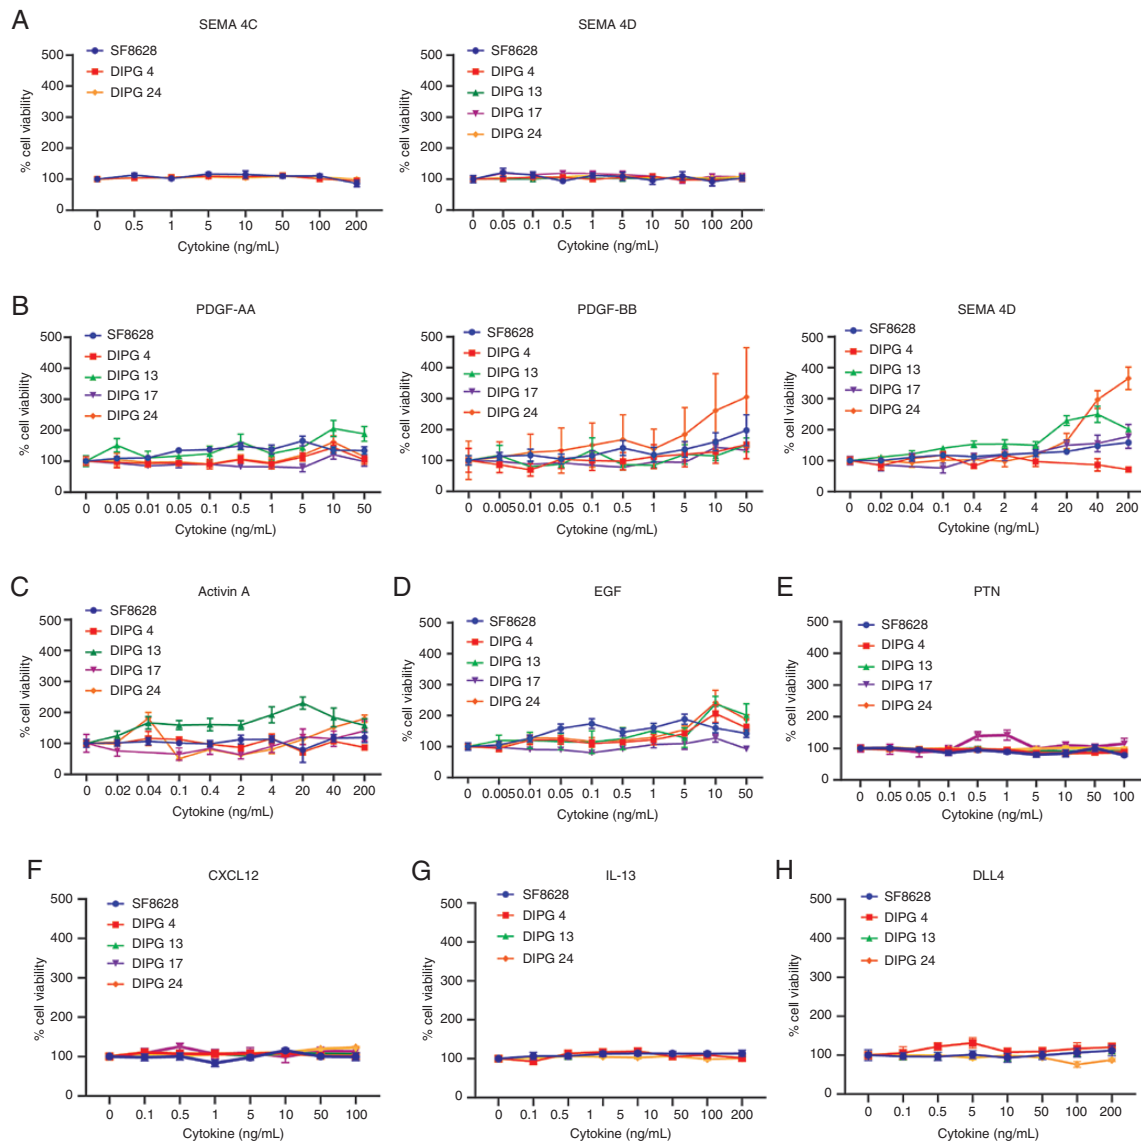 A
SEMA 4C
500
400
300
200
100
0
% cell viability
SF8628
DIPG 4
DIPG 24
0 0.5 1 5 10 50 100 200
Cytokine (ng/mL)
SEMA 4D
500
400
300
200
100
0
% cell viability
SF8628
DIPG 4
DIPG 13
DIPG 17
DIPG 24
0 0.05 0.1 0.5 1 5 10 50 100 200
Cytokine (ng/mL)
B
PDGF-AA
500
400
300
200
100
0
% cell viability
SF8628
DIPG 4
DIPG 13
DIPG 17
DIPG 24
0 0.05 0.01 0.05 0.1 0.5 1 5 10 50
Cytokine (ng/mL)
PDGF-BB
500
400
300
200
100
0
% cell viability
SF8628
DIPG 4
DIPG 13
DIPG 17
DIPG 24
0 0.005 0.01 0.05 0.1 0.5 1 5 10 50
Cytokine (ng/mL)
SEMA 4D
500
400
300
200
100
0
% cell viability
SF8628
DIPG 4
DIPG 13
DIPG 17
DIPG 24
0 0.02 0.04 0.1 0.4 2 4 20 40 200
Cytokine (ng/mL)
C
Activin A
500
400
300
200
100
0
% cell viability
SF8628
DIPG 4
DIPG 13
DIPG 17
DIPG 24
0 0.02 0.04 0.1 0.4 2 4 20 40 200
Cytokine (ng/mL)
D
EGF
500
400
300
200
100
0
% cell viability
SF8628
DIPG 4
DIPG 13
DIPG 17
DIPG 24
0 0.005 0.01 0.05 0.1 0.5 1 5 10 50
Cytokine (ng/mL)
E
PTN
500
400
300
200
100
0
% cell viability
SF8628
DIPG 4
DIPG 13
DIPG 17
DIPG 24
0 0.05 0.05 0.1 0.5 1 5 10 50 100
Cytokine (ng/mL)
F
CXCL12
500
400
300
200
100
0
% cell viability
SF8628
DIPG 4
DIPG 13
DIPG 17
DIPG 24
0 0.1 0.5 1 5 10 50 100
Cytokine (ng/mL)
G
IL-13
500
400
300
200
100
0
% cell viability
SF8628
DIPG 4
DIPG 13
DIPG 24
0 0.1 0.5 1 5 10 50 100 200
Cytokine (ng/mL)
H
DLL4
500
400
300
200
100
0
% cell viability
SF8628
DIPG 4
DIPG 13
DIPG 24
0 0.1 0.5 5 10 50 100 200
Cytokine (ng/mL)